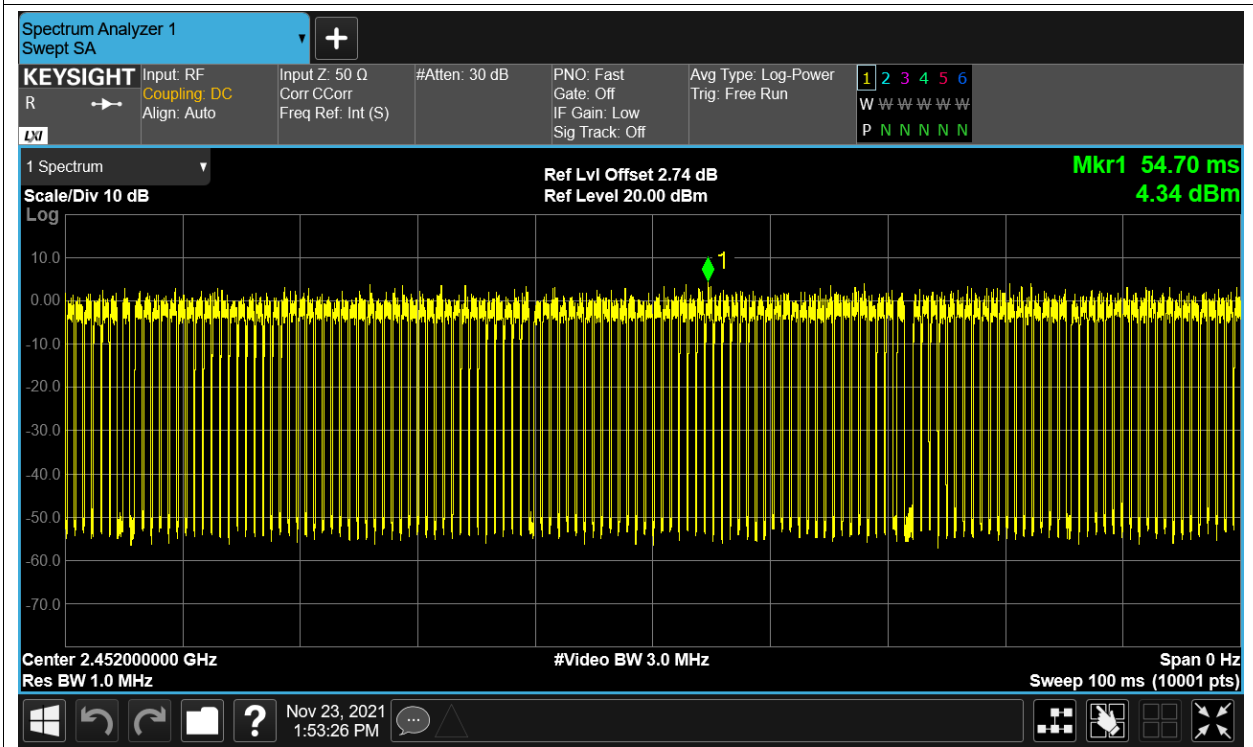 Spectrum Analyzer 1
Swept SA
KEYSIGHT
R
LXI
Input: RF
Coupling: DC
Align: Auto
Input Z: 50 Ω
Corr CCorr
Freq Ref: Int (S)
#Atten: 30 dB
PNO: Fast
Gate: Off
IF Gain: Low
Sig Track: Off
Avg Type: Log-Power
Trig: Free Run
1 2 3 4 5 6
W W W W W W
P N N N N N
1 Spectrum
Scale/Div 10 dB
Log
Ref Lvl Offset 2.74 dB
Ref Level 20.00 dBm
Mkr1 54.70 ms
4.34 dBm
1
10.0
0.00
-10.0
-20.0
-30.0
-40.0
-50.0
-60.0
-70.0
Center 2.452000000 GHz
Res BW 1.0 MHz
#Video BW 3.0 MHz
Span 0 Hz
Sweep 100 ms (10001 pts)
?
Nov 23, 2021
1:53:26 PM